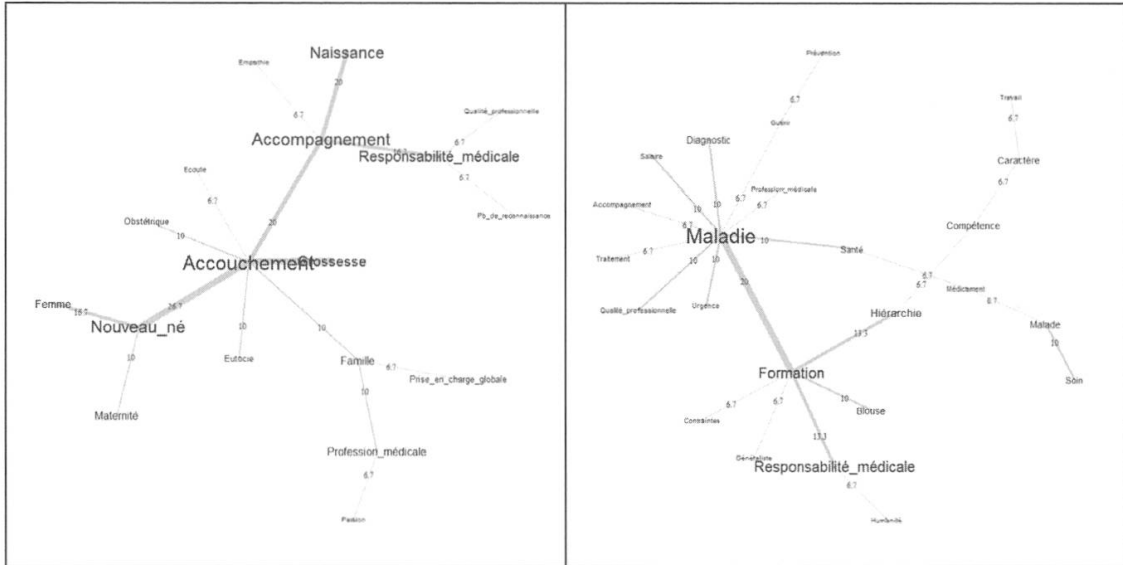 Naissance
Empathie
20
6.7
Qualité_professionnelle
6.7
Accompagnement
16.7
Responsabilité_médicale
6.7
Pb_de_reconnaissance
Ecoute
6.7
20
Obstétrique
10
Accouchement
Grossesse
Femme
16.7
26.7
Nouveau_né
10
10
10
Eutocie
Famille
6.7
Prise_en_charge_globale
10
Maternité
Profession_médicale
6.7
Passion
Prévention
6.7
Guérir
Travail
6.7
Caractère
6.7
Diagnostic
Salaire
10
10
6.7
Profession_médicale
6.7
Accompagnement
6.7
Maladie
Compétence
10
Santé
Traitement
6.7
10
10
6.7
6.7
Médicament
6.7
Qualité_professionnelle
Urgence
20
Hiérarchie
13.3
Malade
10
Soin
Formation
10
Blouse
6.7
6.7
Contraintes
13.3
Généraliste
Responsabilité_médicale
6.7
Humanité